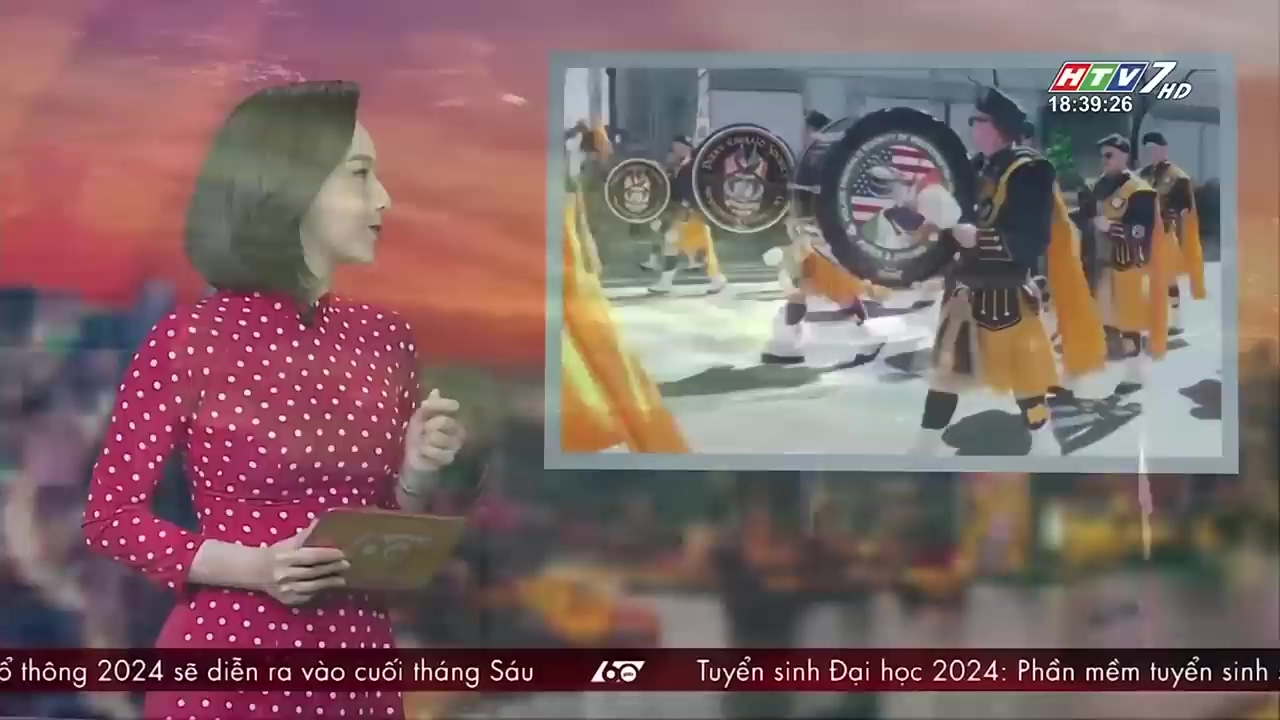 HTV7 HD
18:39:26
ổ thông 2024 sẽ diễn ra vào cuối tháng Sáu 60 Tuyển sinh Đại học 2024: Phần mềm tuyển sinh